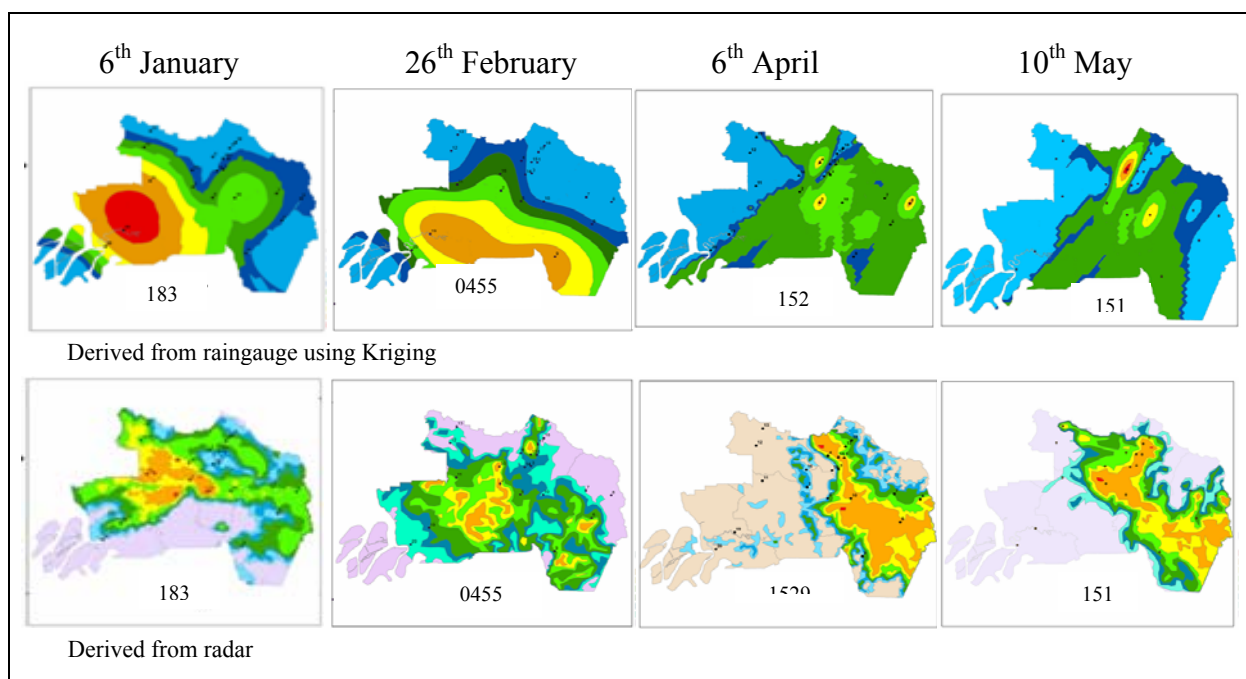 6th January 26th February 6th April 10th May
183 0455 152 151
Derived from raingauge using Kriging
183 0455 1529 151
Derived from radar